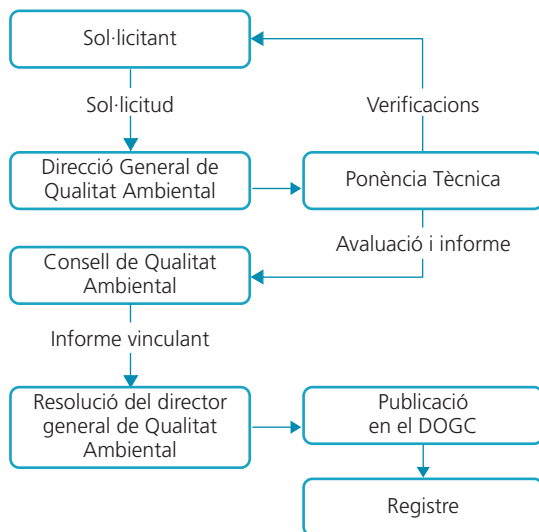 Sol·licitant
Sol·licitud
Verificacions
Direcció General de
Qualitat Ambiental
Ponència Tècnica
Avaluació i informe
Consell de Qualitat
Ambiental
Informe vinculant
Resolució del director
general de Qualitat
Ambiental
Publicació
en el DOGC
Registre